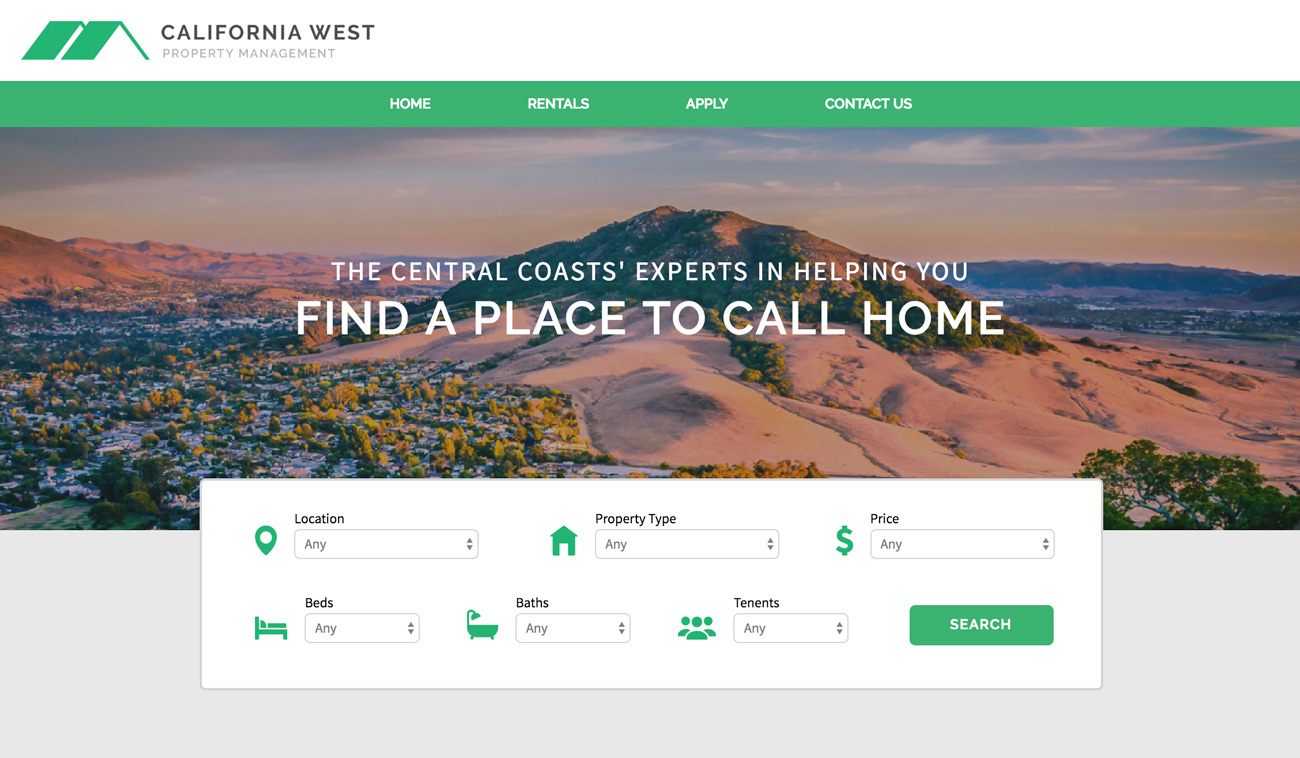 CALIFORNIA WEST
PROPERTY MANAGEMENT
HOME RENTALS APPLY CONTACT US
THE CENTRAL COASTS' EXPERTS IN HELPING YOU
FIND A PLACE TO CALL HOME
Location Property Type Price
Any Any Any
Beds Baths Tenents
Any Any Any SEARCH